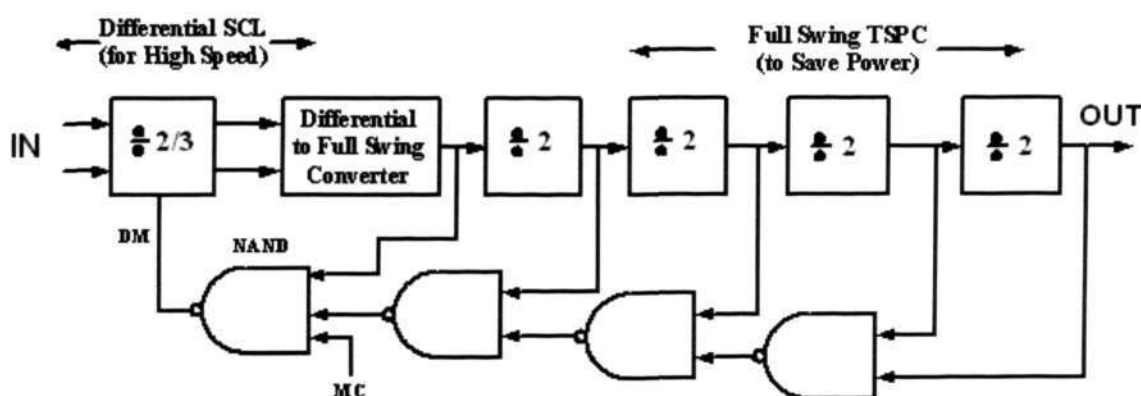 Differential SCL
(for High Speed)
Full Swing TSPC
(to Save Power)
IN
÷ 2/3
Differential
to Full Swing
Converter
÷ 2
÷ 2
÷ 2
÷ 2
OUT
DM
NAND
MC